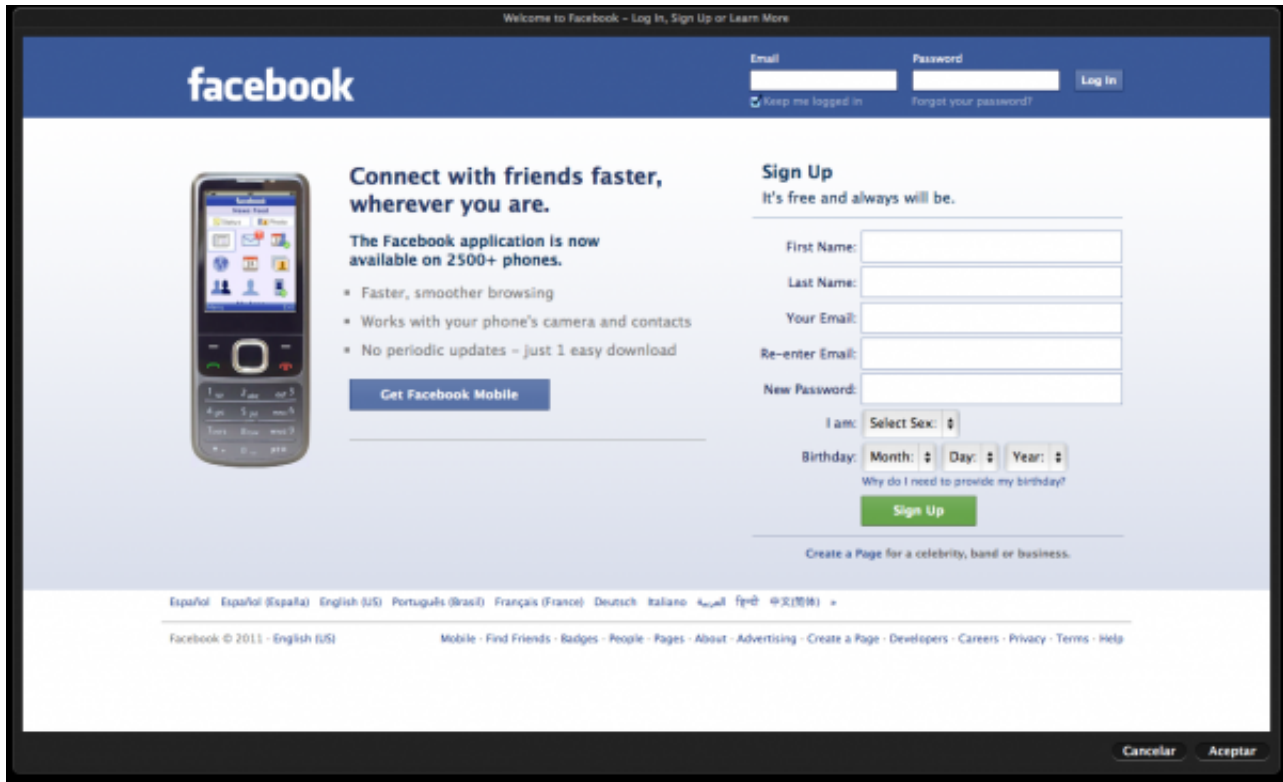 Welcome to Facebook – Log In, Sign Up or Learn More
facebook
Email Password
Log In
Keep me logged in Forgot your password?
Connect with friends faster,
wherever you are.
The Facebook application is now
available on 2500+ phones.
Faster, smoother browsing
Works with your phone's camera and contacts
No periodic updates – just 1 easy download
Get Facebook Mobile
facebook
News Feed
Sign Up
It's free and always will be.
First Name:
Last Name:
Your Email:
Re-enter Email:
New Password:
I am: Select Sex:
Birthday: Month: Day: Year:
Why do I need to provide my birthday?
Sign Up
Create a Page for a celebrity, band or business.
Español Español (España) English (US) Português (Brasil) Français (France) Deutsch Italiano العربية हिन्दी 中文(简体) »
Facebook © 2011 · English (US) Mobile · Find Friends · Badges · People · Pages · About · Advertising · Create a Page · Developers · Careers · Privacy · Terms · Help
Cancelar Aceptar